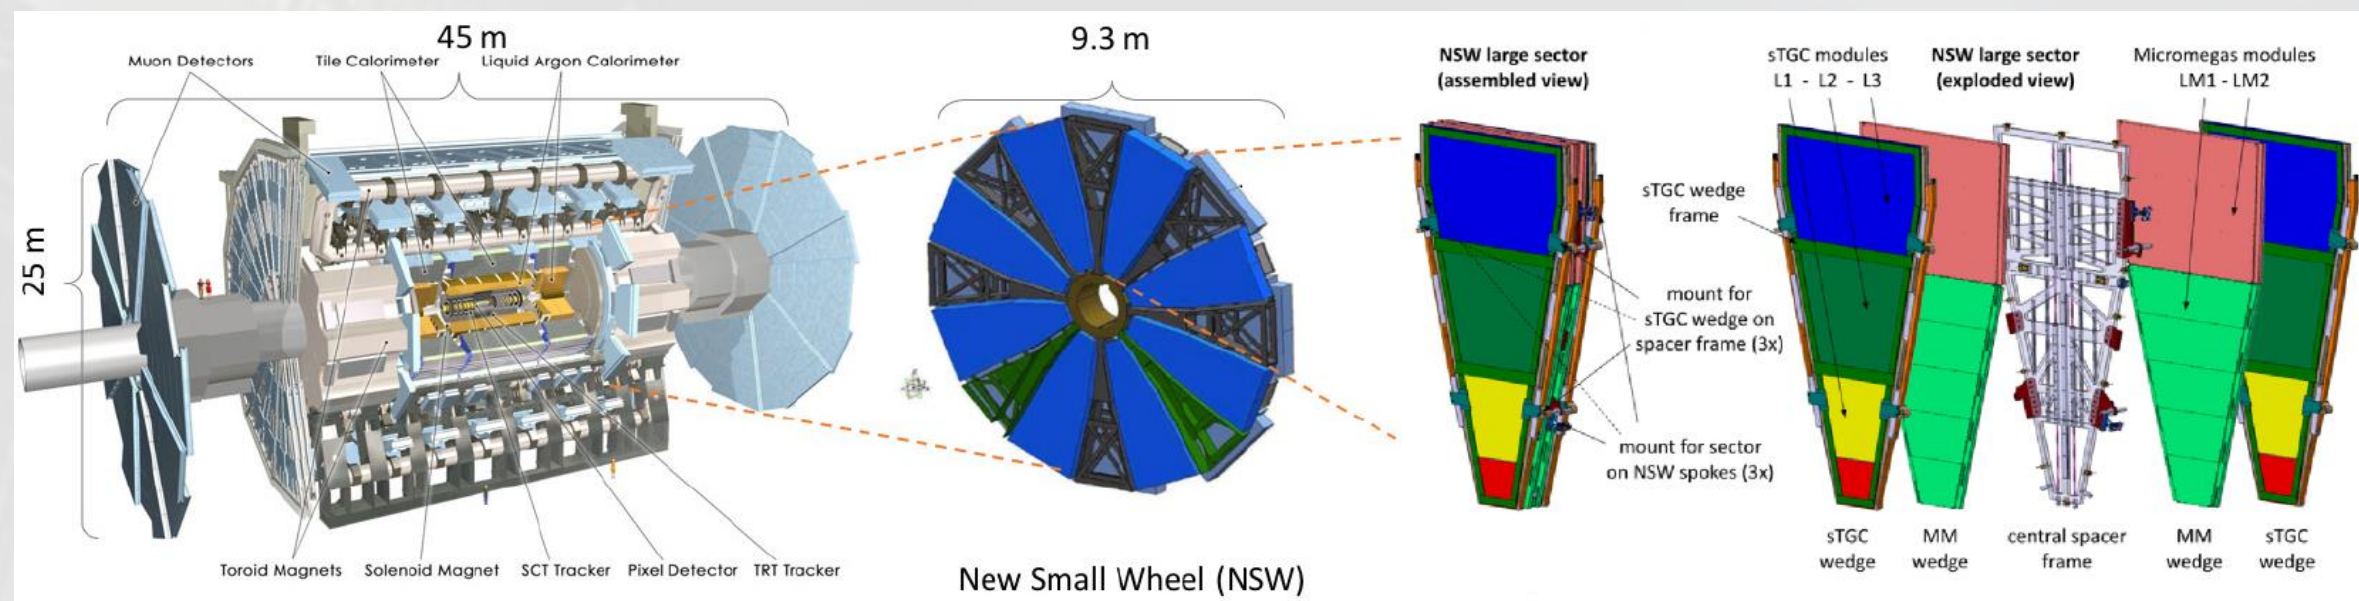 45 m
Muon Detectors
Tile Calorimeter
Liquid Argon Calorimeter
25 m
Toroid Magnets
Solenoid Magnet
SCT Tracker
Pixel Detector
TRT Tracker
9.3 m
New Small Wheel (NSW)
NSW large sector
(assembled view)
sTGC modules
L1 - L2 - L3
NSW large sector
(exploded view)
Micromegas modules
LM1 - LM2
sTGC wedge
frame
mount for
sTGC wedge on
spacer frame (3x)
mount for sector
on NSW spokes (3x)
sTGC
wedge
MM
wedge
central spacer
frame
MM
wedge
sTGC
wedge